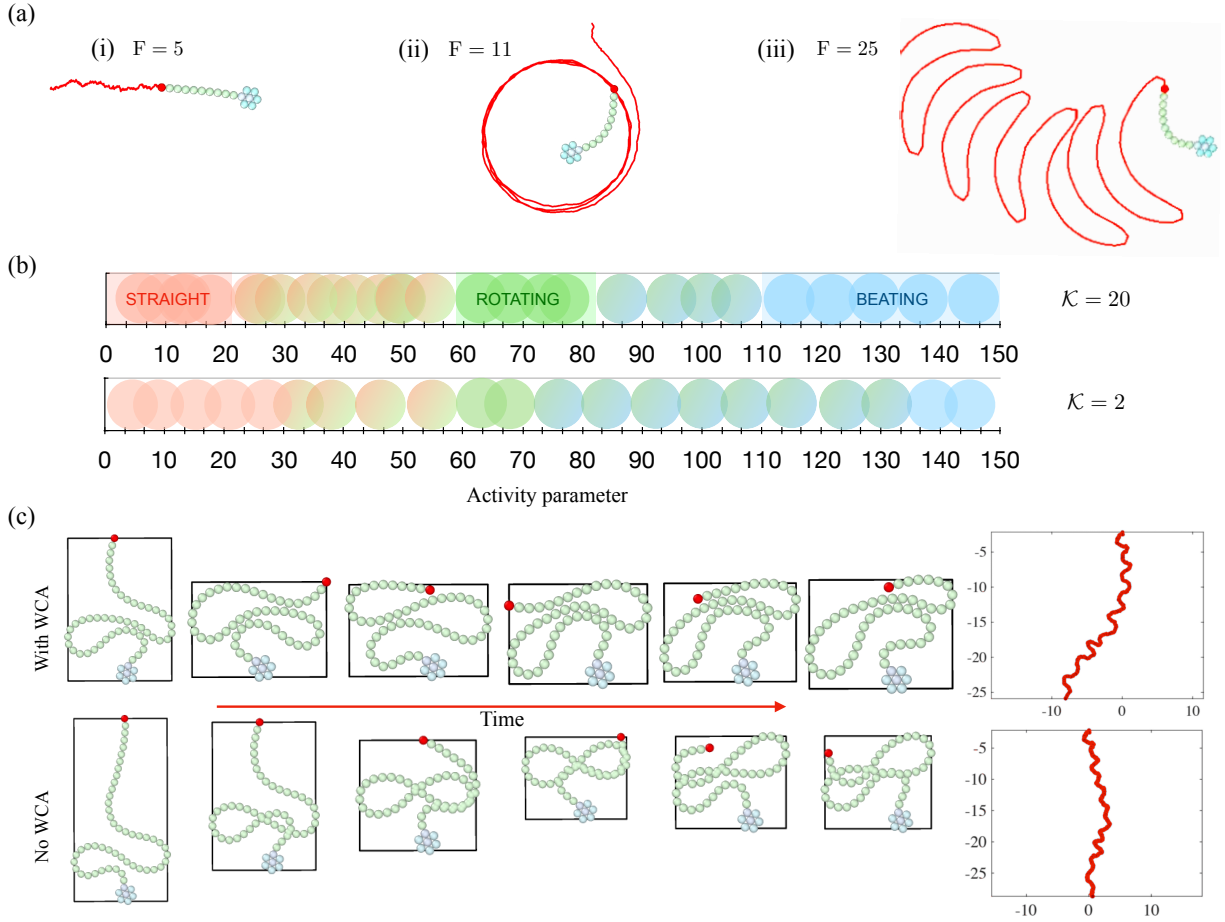 (a)
(i) F = 5
(ii) F = 11
(iii) F = 25
(b)
STRAIGHT ROTATING BEATING
𝒦 = 20
0 10 20 30 40 50 60 70 80 90 100 110 120 130 140 150
𝒦 = 2
0 10 20 30 40 50 60 70 80 90 100 110 120 130 140 150
Activity parameter
(c)
With WCA
-5
-10
-15
-20
-25
-10 0 10
Time
No WCA
-5
-10
-15
-20
-25
-10 0 10